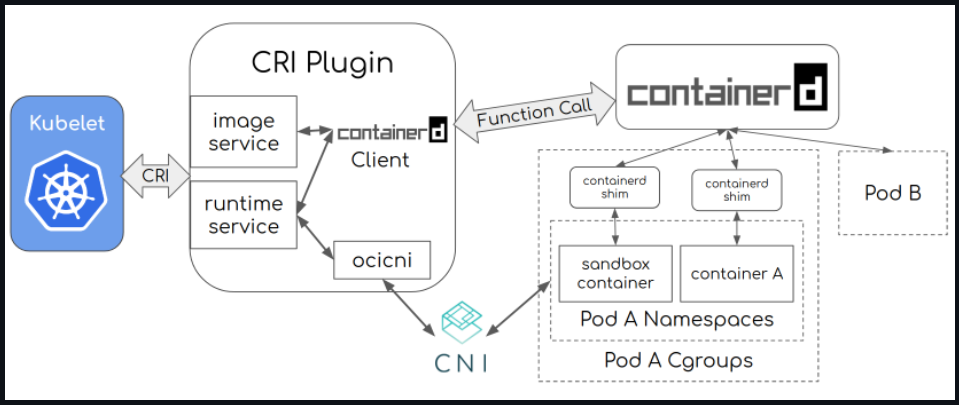 CRI Plugin
Kubelet
CRI
image
service
runtime
service
containerd
Client
ocicni
Function Call
containerd
containerd
shim
containerd
shim
Pod B
sandbox
container
container A
Pod A Namespaces
Pod A Cgroups
CNI